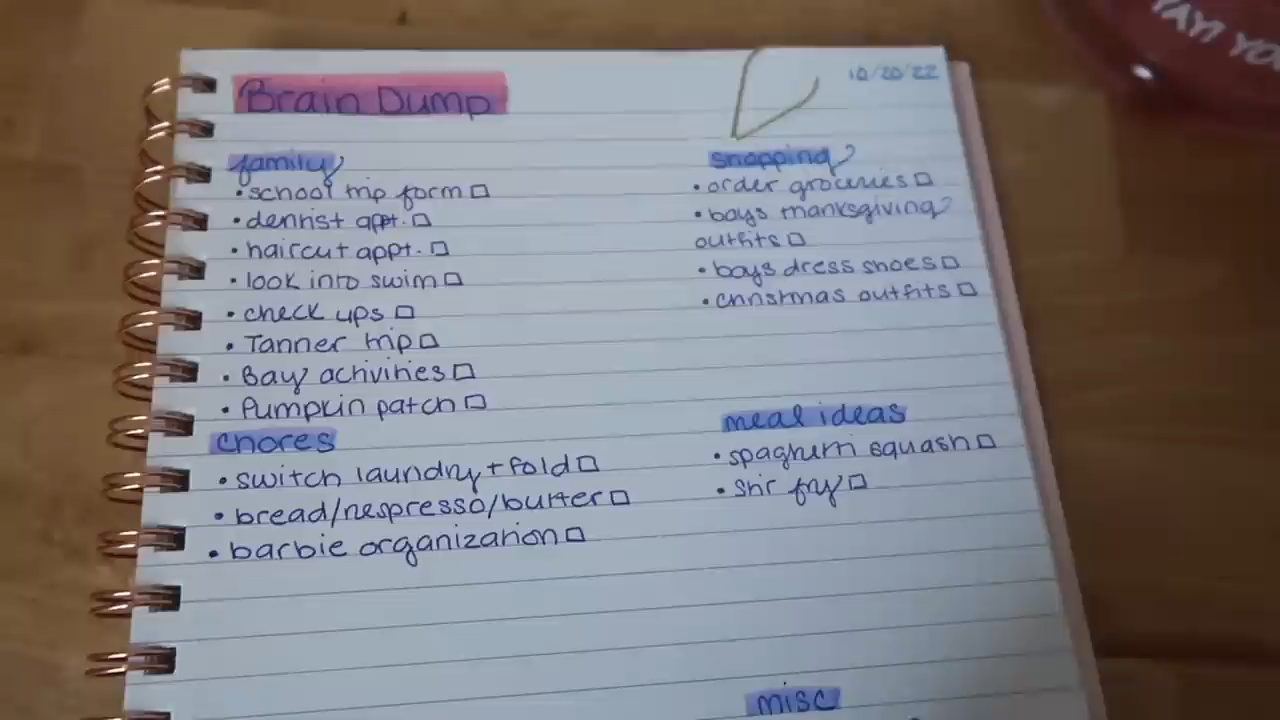 Brain Dump
10/20/22
family
• school trip form □
• dentist appt. □
• haircut appt. □
• look into swim □
• check ups □
• Tanner trip □
• Bay activities □
• Pumpkin patch □
chores
• switch laundry + fold □
• bread/nespresso/butter □
• barbie organization □
shopping
• order groceries □
• boys thanksgiving
outfits □
• boys dress shoes □
• christmas outfits □
meal ideas
• spaghetti squash □
• stir fry □
misc
YAY! YO